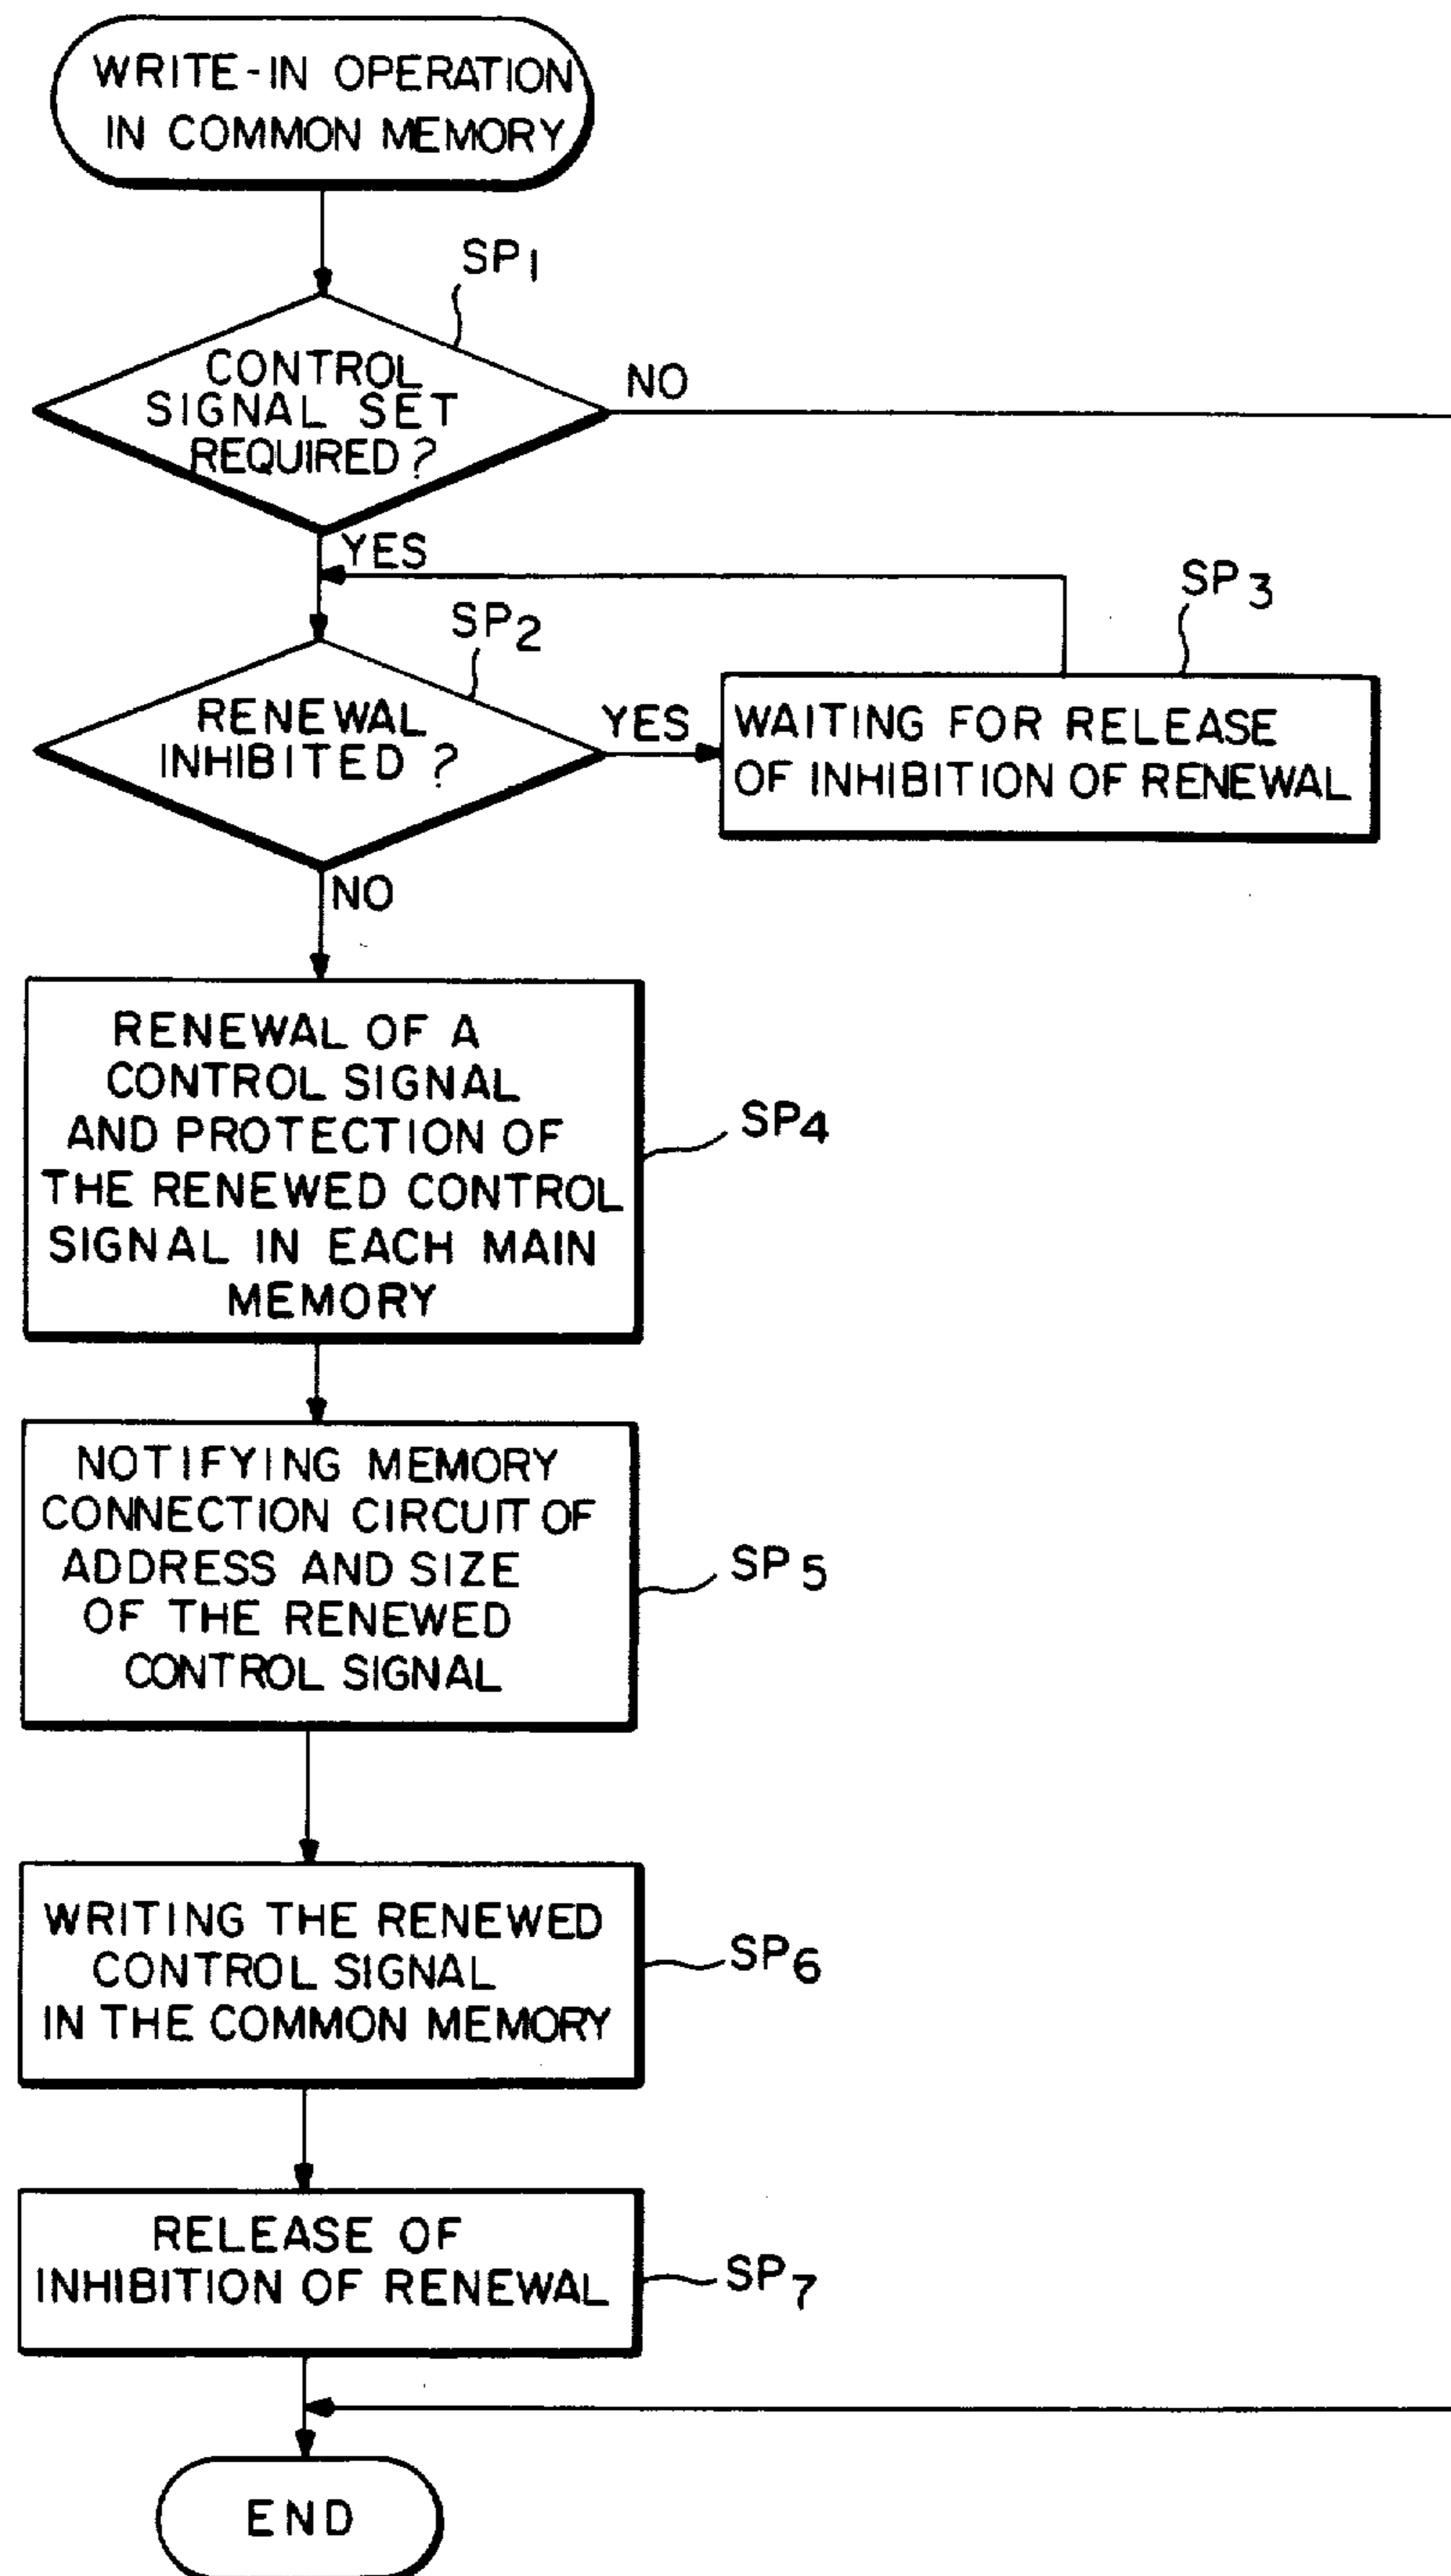 WRITE-IN OPERATION
IN COMMON MEMORY
SP1
CONTROL
SIGNAL SET
REQUIRED?
NO
YES
SP2
SP3
RENEWAL
INHIBITED?
YES
WAITING FOR RELEASE
OF INHIBITION OF RENEWAL
NO
RENEWAL OF A
CONTROL SIGNAL
AND PROTECTION OF
THE RENEWED CONTROL
SIGNAL IN EACH MAIN
MEMORY
SP4
NOTIFYING MEMORY
CONNECTION CIRCUIT OF
ADDRESS AND SIZE
OF THE RENEWED
CONTROL SIGNAL
SP5
WRITING THE RENEWED
CONTROL SIGNAL
IN THE COMMON MEMORY
SP6
RELEASE OF
INHIBITION OF RENEWAL
SP7
END